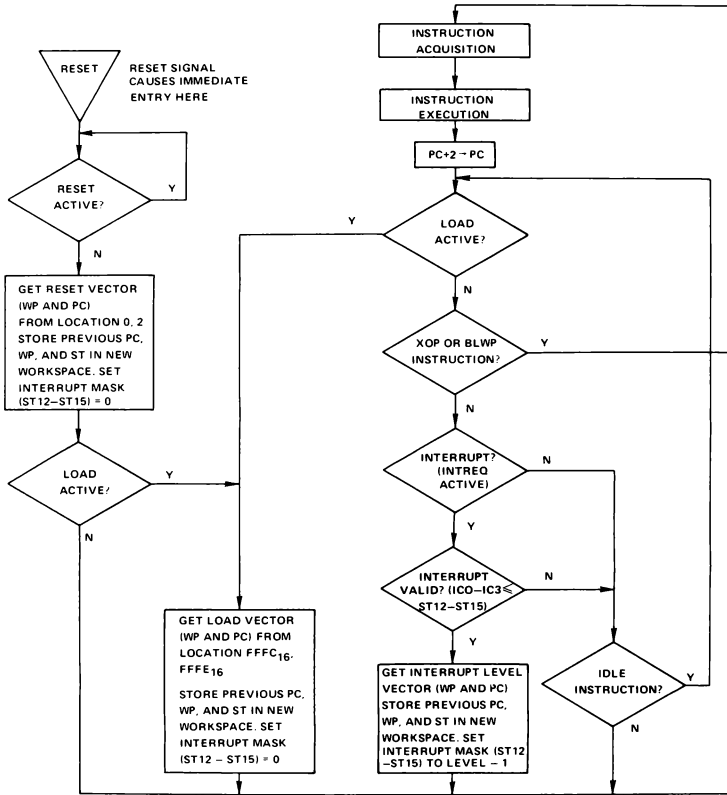 RESET
RESET SIGNAL
CAUSES IMMEDIATE
ENTRY HERE
RESET
ACTIVE?
Y
N
GET RESET VECTOR
(WP AND PC)
FROM LOCATION 0, 2
STORE PREVIOUS PC,
WP, AND ST IN NEW
WORKSPACE. SET
INTERRUPT MASK
(ST12–ST15) = 0
LOAD
ACTIVE?
Y
N
GET LOAD VECTOR
(WP AND PC) FROM
LOCATION FFFC16,
FFFE16
STORE PREVIOUS PC,
WP, AND ST IN NEW
WORKSPACE. SET
INTERRUPT MASK
(ST12 – ST15) = 0
INSTRUCTION
ACQUISITION
INSTRUCTION
EXECUTION
PC+2 → PC
LOAD
ACTIVE?
Y
N
XOP OR BLWP
INSTRUCTION?
Y
N
INTERRUPT?
(INTREQ
ACTIVE)
N
Y
INTERRUPT
VALID? (IC0–IC3⩽
ST12–ST15)
N
Y
GET INTERRUPT LEVEL
VECTOR (WP AND PC)
STORE PREVIOUS PC,
WP, AND ST IN NEW
WORKSPACE. SET
INTERRUPT MASK (ST12
–ST15) TO LEVEL – 1
IDLE
INSTRUCTION?
Y
N